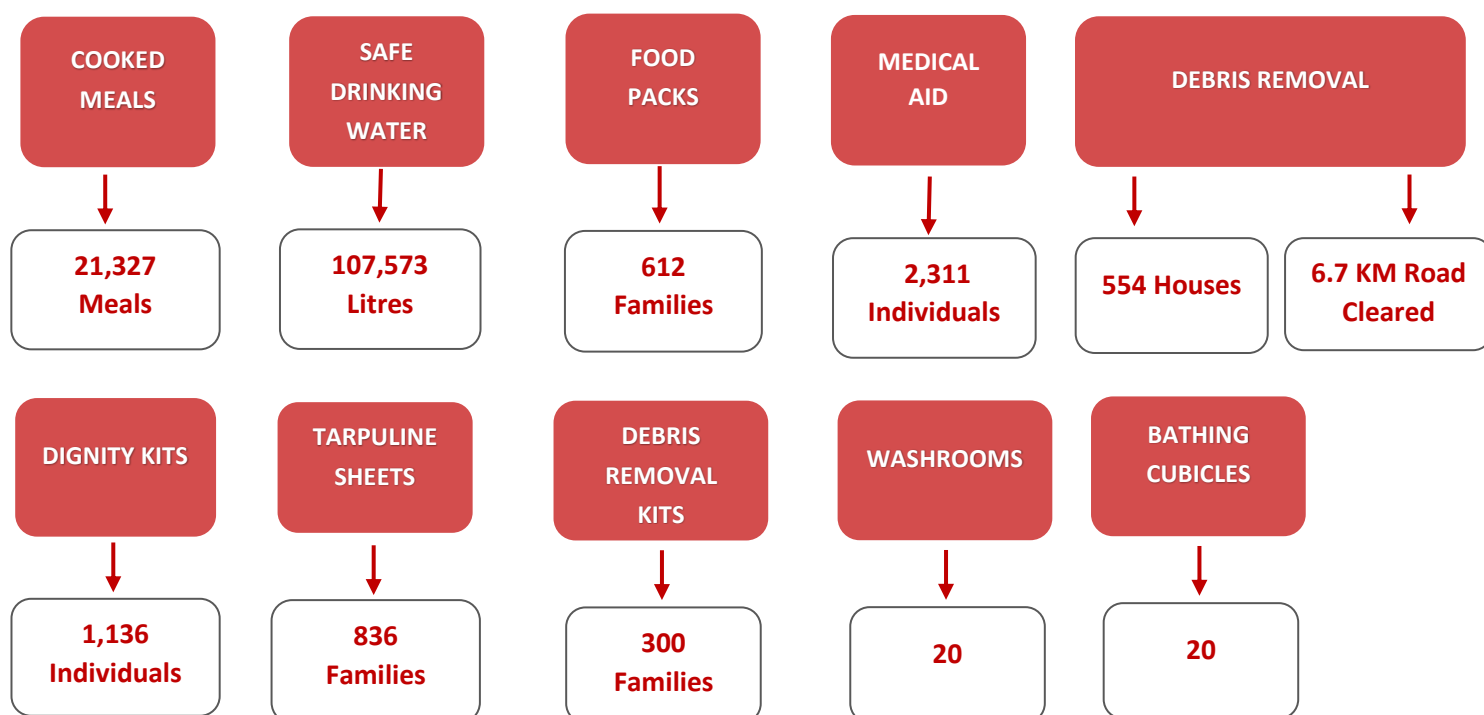 COOKED
MEALS
SAFE
DRINKING
WATER
FOOD
PACKS
MEDICAL
AID
DEBRIS REMOVAL
21,327
Meals
107,573
Litres
612
Families
2,311
Individuals
554 Houses
6.7 KM Road
Cleared
DIGNITY KITS
TARPULINE
SHEETS
DEBRIS
REMOVAL
KITS
WASHROOMS
BATHING
CUBICLES
1,136
Individuals
836
Families
300
Families
20
20